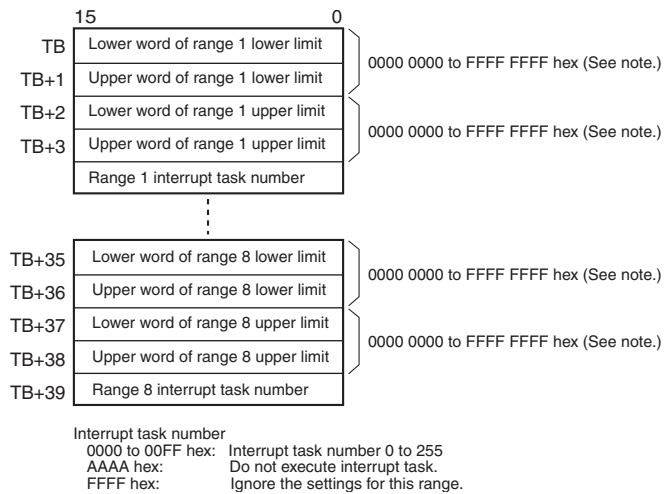 15 0
TB Lower word of range 1 lower limit
TB+1 Upper word of range 1 lower limit
0000 0000 to FFFF FFFF hex (See note.)
TB+2 Lower word of range 1 upper limit
TB+3 Upper word of range 1 upper limit
0000 0000 to FFFF FFFF hex (See note.)
Range 1 interrupt task number
TB+35 Lower word of range 8 lower limit
TB+36 Upper word of range 8 lower limit
0000 0000 to FFFF FFFF hex (See note.)
TB+37 Lower word of range 8 upper limit
TB+38 Upper word of range 8 upper limit
0000 0000 to FFFF FFFF hex (See note.)
TB+39 Range 8 interrupt task number
Interrupt task number
0000 to 00FF hex: Interrupt task number 0 to 255
AAAA hex: Do not execute interrupt task.
FFFF hex: Ignore the settings for this range.